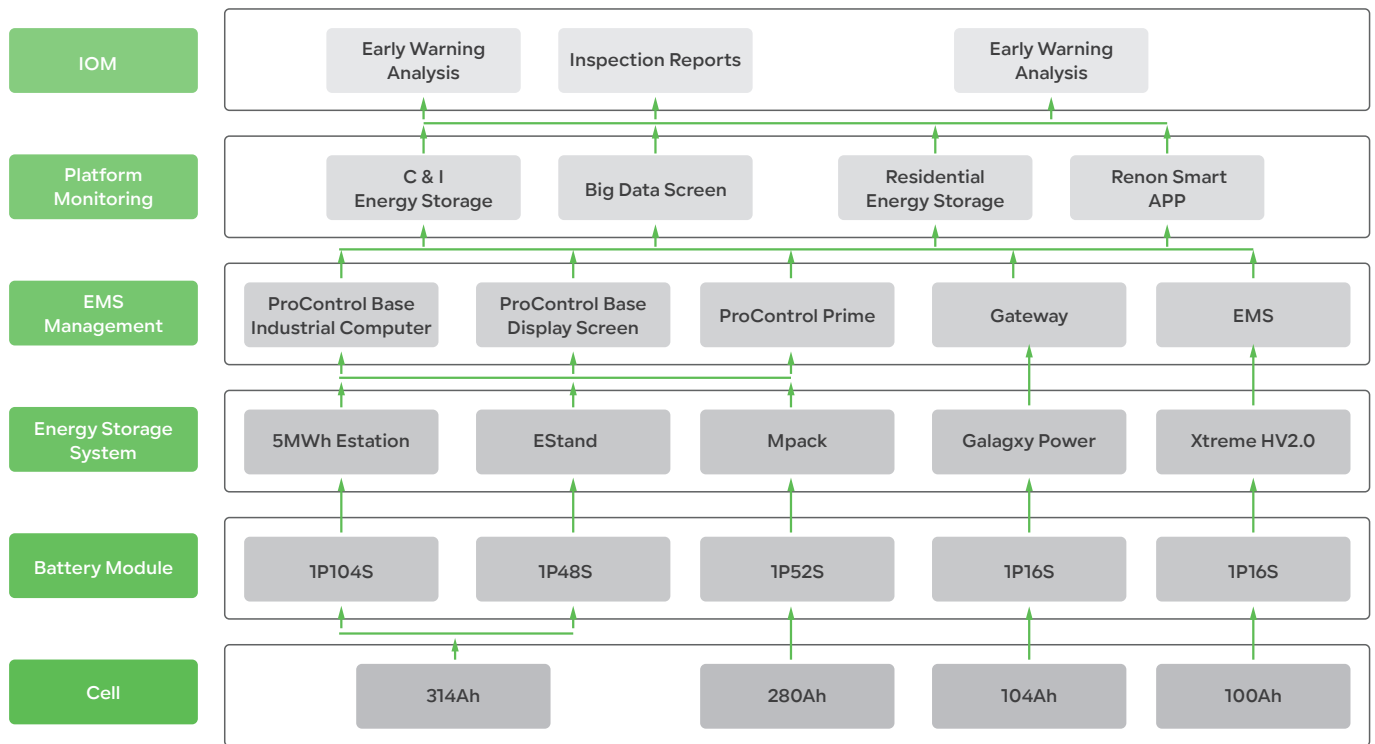 IOM
Early Warning
Analysis
Inspection Reports
Early Warning
Analysis
Platform
Monitoring
C & I
Energy Storage
Big Data Screen
Residential
Energy Storage
Renon Smart
APP
EMS
Management
ProControl Base
Industrial Computer
ProControl Base
Display Screen
ProControl Prime
Gateway
EMS
Energy Storage
System
5MWh Estation
EStand
Mpack
Galagxy Power
Xtreme HV2.0
Battery Module
1P104S
1P48S
1P52S
1P16S
1P16S
Cell
314Ah
280Ah
104Ah
100Ah